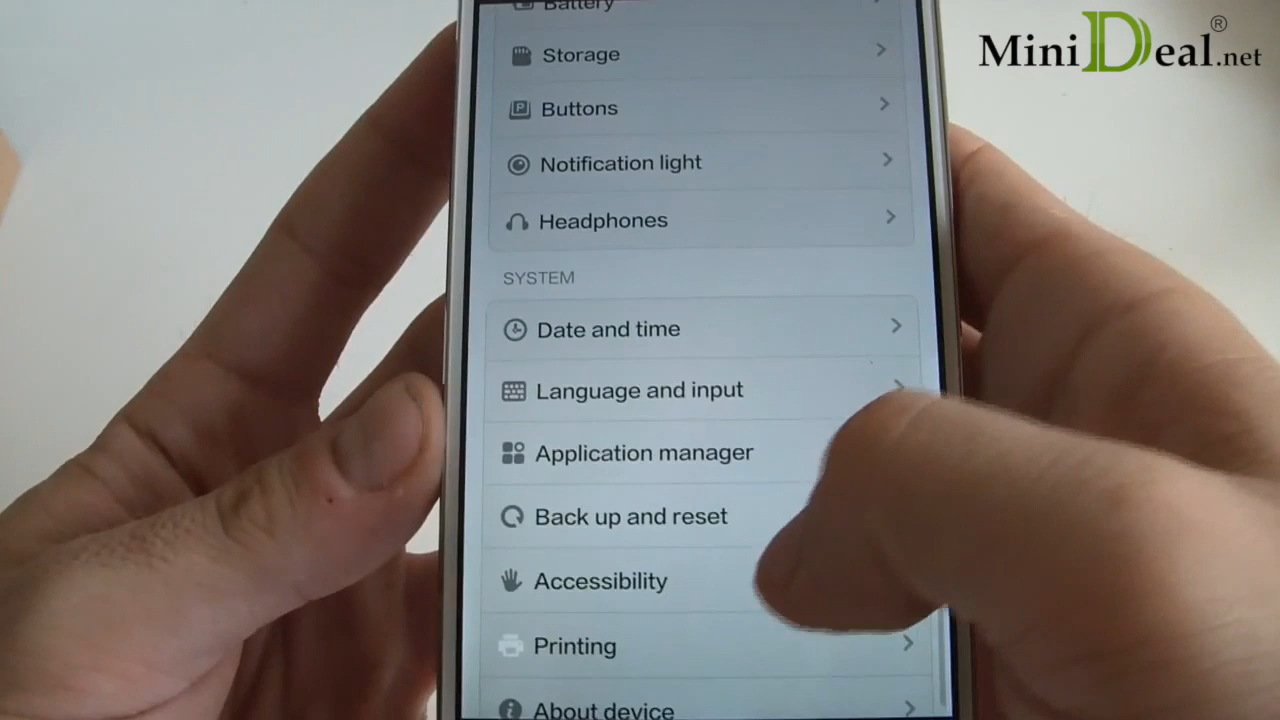 Battery
MiniDeal.net®
Storage
Buttons
Notification light
Headphones
SYSTEM
Date and time
Language and input
Application manager
Back up and reset
Accessibility
Printing
About device